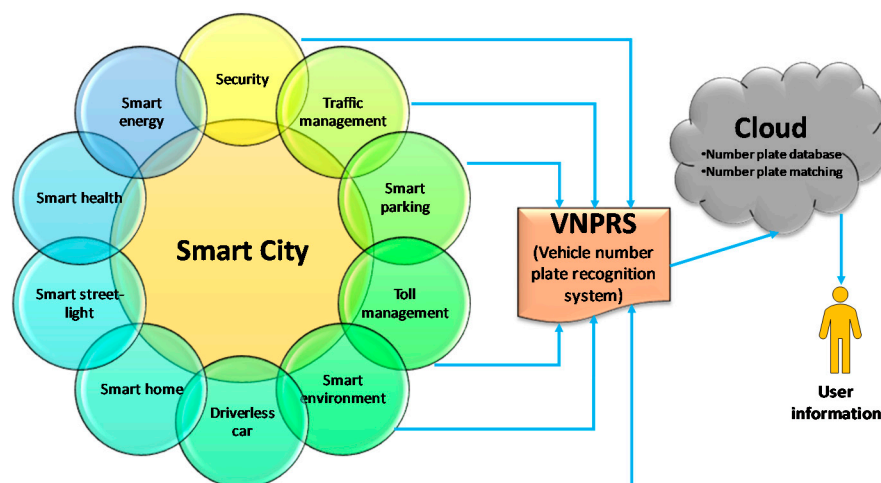 Security
Traffic
management
Smart
parking
Toll
management
Smart
environment
Driverless
car
Smart home
Smart street-
light
Smart health
Smart
energy
Smart City
VNPRS
(Vehicle number
plate recognition
system)
Cloud
•Number plate database
•Number plate matching
User
information